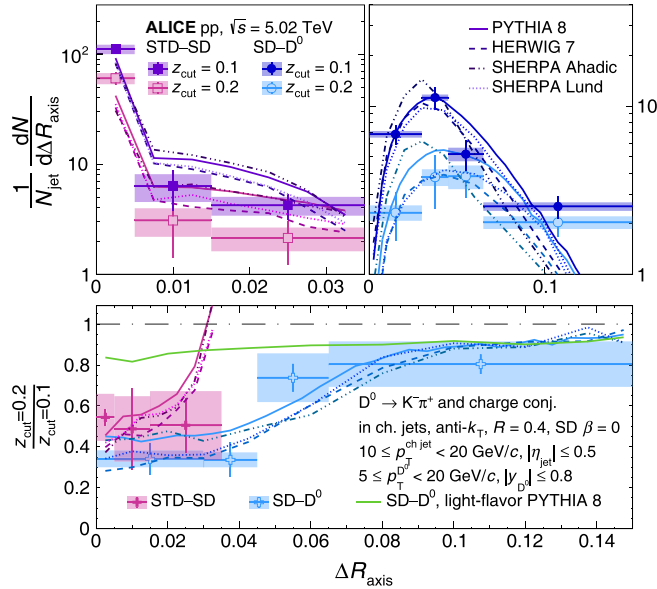 ALICE pp, √s = 5.02 TeV
STD–SD SD–D⁰
z_cut = 0.1 z_cut = 0.1
z_cut = 0.2 z_cut = 0.2
PYTHIA 8
HERWIG 7
SHERPA Ahadic
SHERPA Lund
1/N_jet dN/dΔR_axis
10²
10
1
0 0.01 0.02 0.03
10
1
0 0.1
z_cut=0.2/z_cut=0.1
1
0.8
0.6
0.4
0.2
0
D⁰ → K⁻π⁺ and charge conj.
in ch. jets, anti-k_T, R = 0.4, SD β = 0
10 ≤ p_T^ch jet < 20 GeV/c, |η_jet| ≤ 0.5
5 ≤ p_T^D⁰ < 20 GeV/c, |y_D⁰| ≤ 0.8
STD–SD SD–D⁰ SD–D⁰, light-flavor PYTHIA 8
0 0.02 0.04 0.06 0.08 0.1 0.12 0.14
ΔR_axis